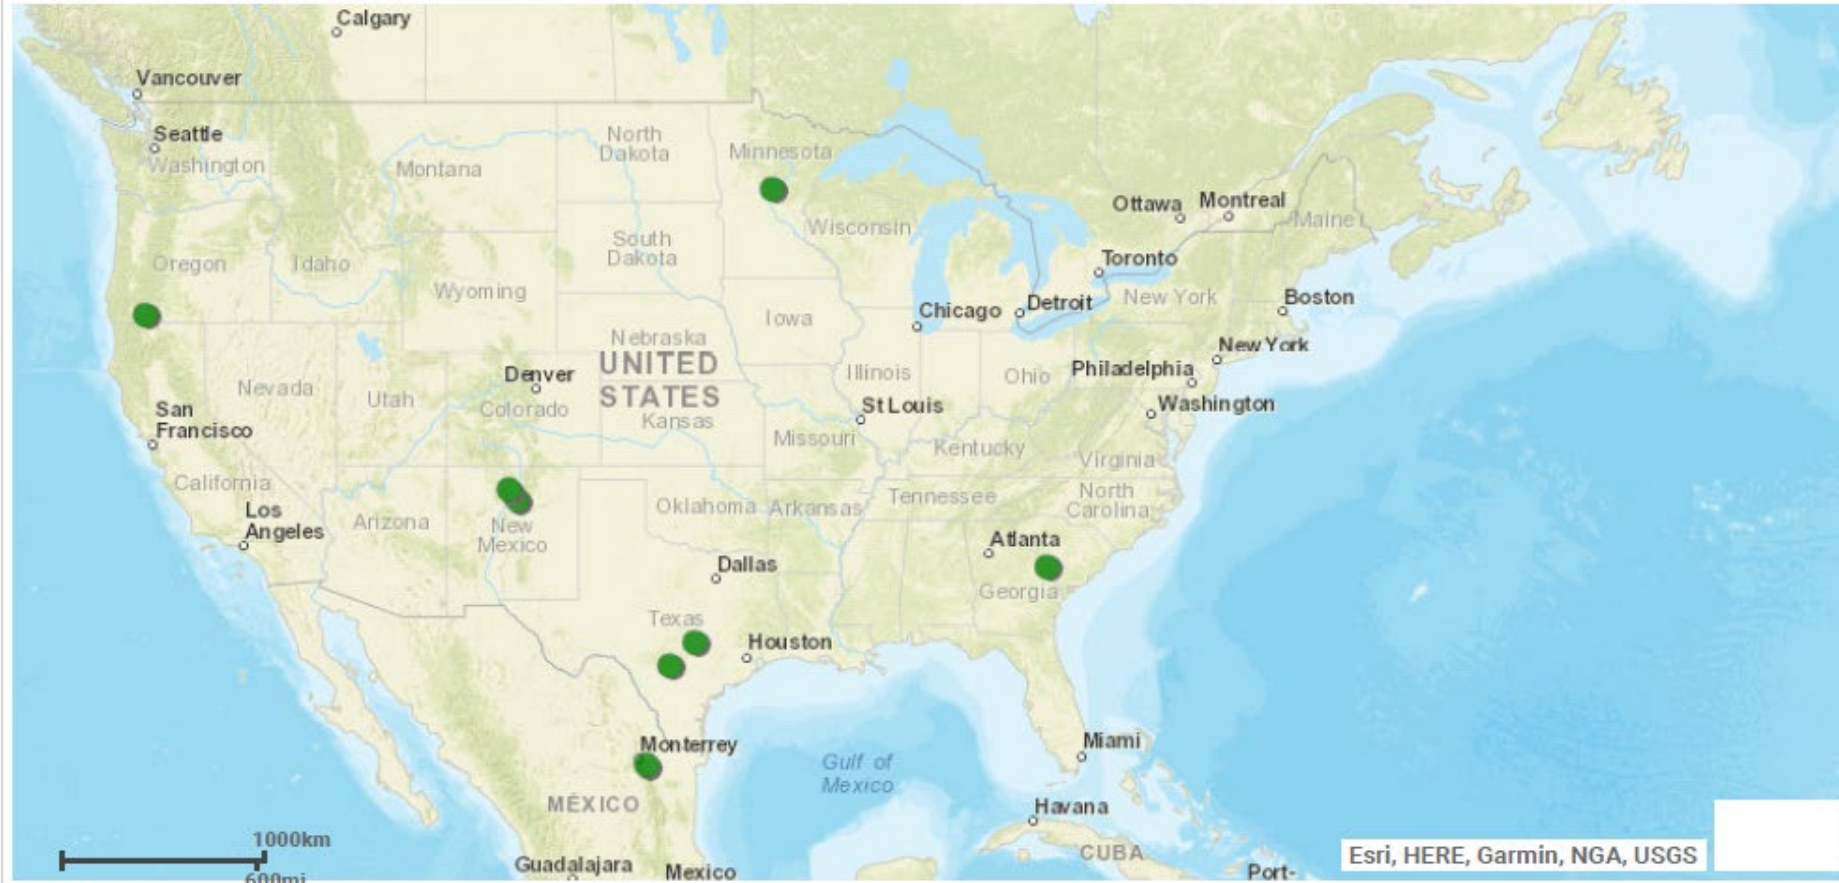 Calgary
Vancouver
Seattle
Washington
Montana
North
Dakota
Minnesota
Ottawa
Montreal
Maine
Wisconsin
South
Dakota
Oregon
Idaho
Toronto
Wyoming
New York
Boston
Chicago
Detroit
Iowa
Nebraska
New York
UNITED
STATES
Denver
Illinois
Ohio
Philadelphia
Nevada
Utah
Colorado
Kansas
St Louis
Washington
San
Francisco
Missouri
Kentucky
Virginia
California
Los
Angeles
Arizona
New
Mexico
Oklahoma
Arkansas
Tennessee
North
Carolina
Atlanta
Georgia
Dallas
Texas
Houston
Monterrey
Miami
Gulf of
Mexico
MÉXICO
Havana
CUBA
1000km
600mi
Guadalajara
Mexico
Port-
Esri, HERE, Garmin, NGA, USGS